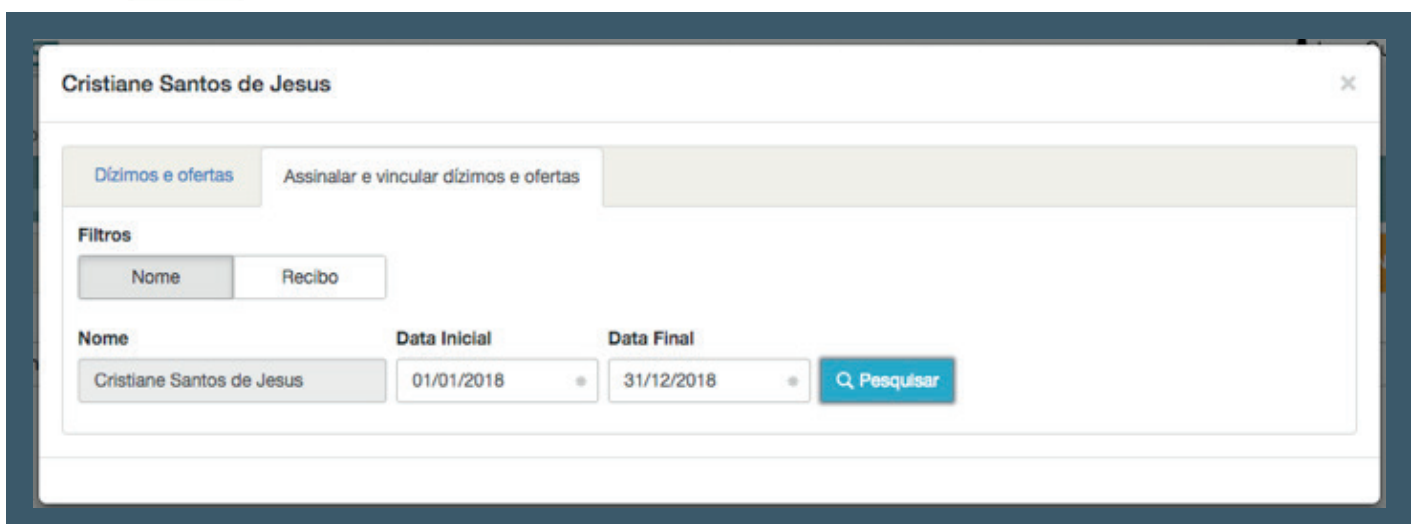 Cristiane Santos de Jesus ×
Dízimos e ofertas Assinalar e vincular dízimos e ofertas
Filtros
Nome Recibo
Nome Data Inicial Data Final
Cristiane Santos de Jesus 01/01/2018 31/12/2018 Pesquisar